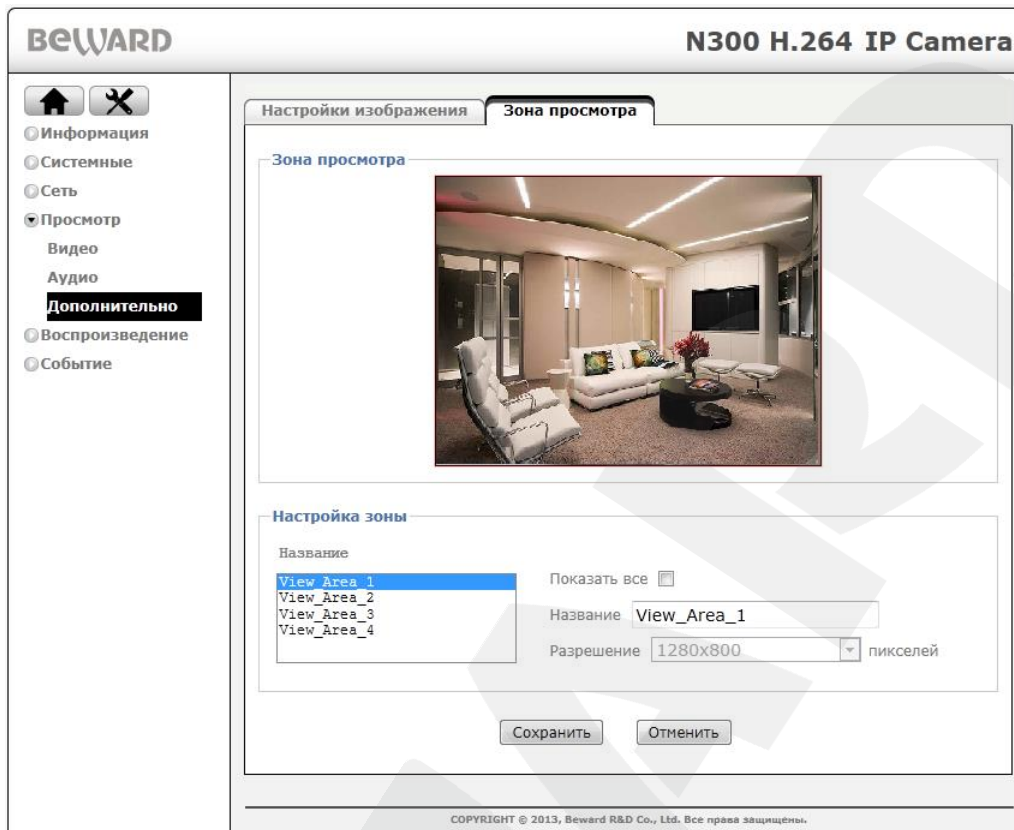 BEWARD
N300 H.264 IP Camera
Информация
Системные
Сеть
Просмотр
Видео
Аудио
Дополнительно
Воспроизведение
Событие
Настройки изображения
Зона просмотра
Зона просмотра
Настройка зоны
Название
View_Area_1
View_Area_2
View_Area_3
View_Area_4
Показать все
Название View_Area_1
Разрешение 1280x800 пикселей
Сохранить Отменить
COPYRIGHT © 2013, Beward R&D Co., Ltd. Все права защищены.